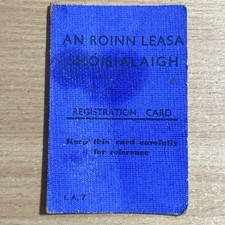 AN ROINN LEASA
SHÓISIALAIGH
REGISTRATION CARD
Keep this card carefully
for reference
I.A.7